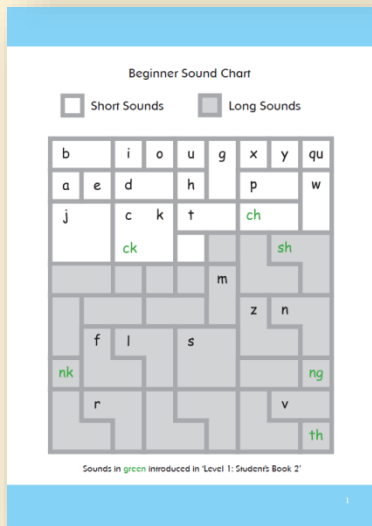 Beginner Sound Chart
Short Sounds Long Sounds
b i o u g x y qu
a e d h p w
j c k t ch
ck sh
m
z n
f l s
nk ng
r v
th
Sounds in green introduced in 'Level 1: Student's Book 2'
1